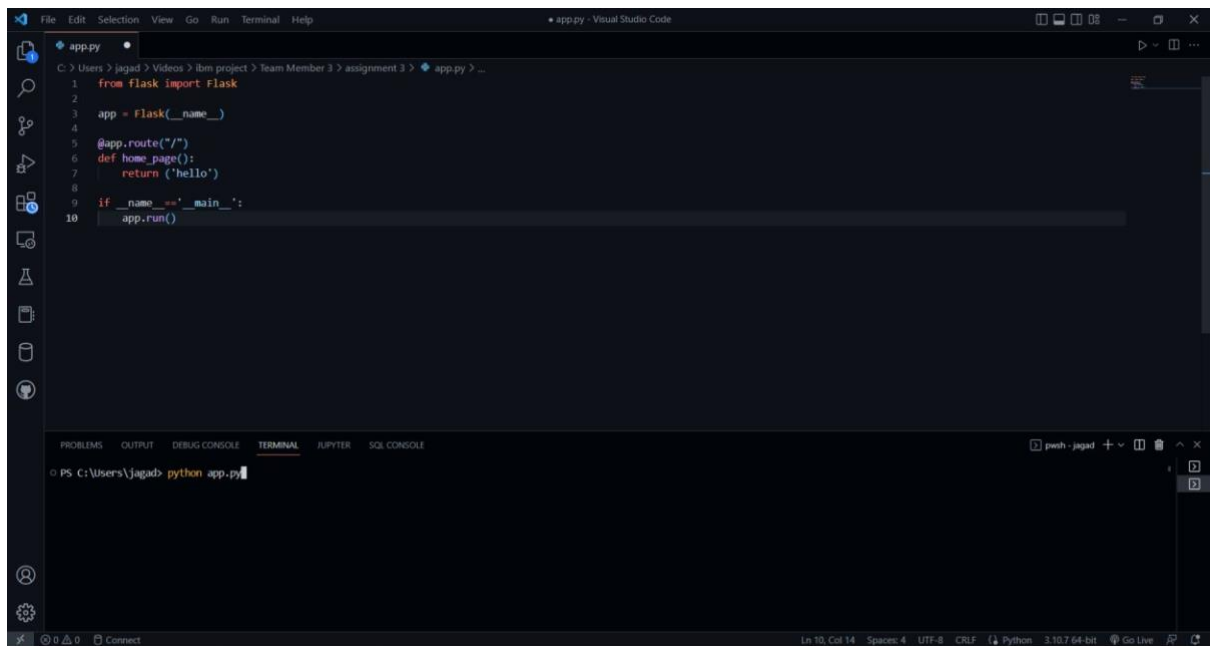 File Edit Selection View Go Run Terminal Help ● app.py - Visual Studio Code
app.py ●
C: > Users > jagad > Videos > ibm project > Team Member 3 > assignment 3 > app.py > ...
1 from flask import Flask
2
3 app = Flask(__name__)
4
5 @app.route("/")
6 def home_page():
7 return ('hello')
8
9 if __name__=='__main__':
10 app.run()
PROBLEMS OUTPUT DEBUG CONSOLE TERMINAL JUPYTER SQL CONSOLE pwsh - jagad
PS C:\Users\jagad> python app.py
0 0 Connect Ln 10, Col 14 Spaces: 4 UTF-8 CRLF Python 3.10.7 64-bit Go Live